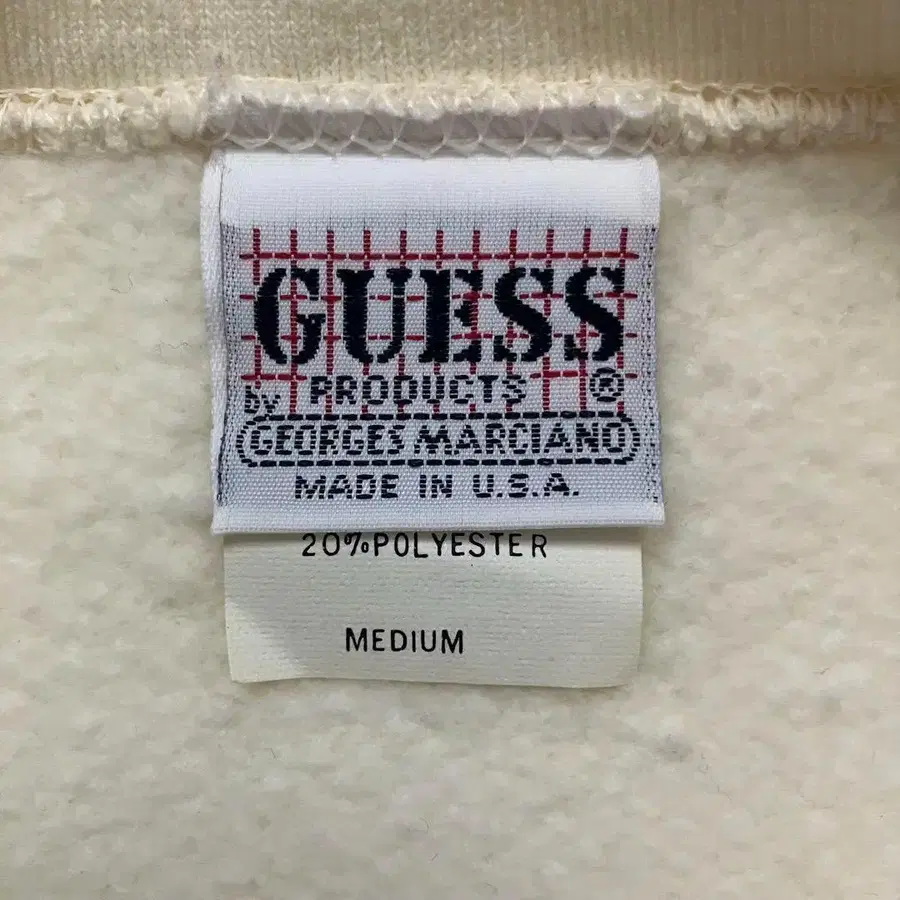 GUESS
by PRODUCTS ®
GEORGES MARCIANO
MADE IN U.S.A.
20% POLYESTER
MEDIUM